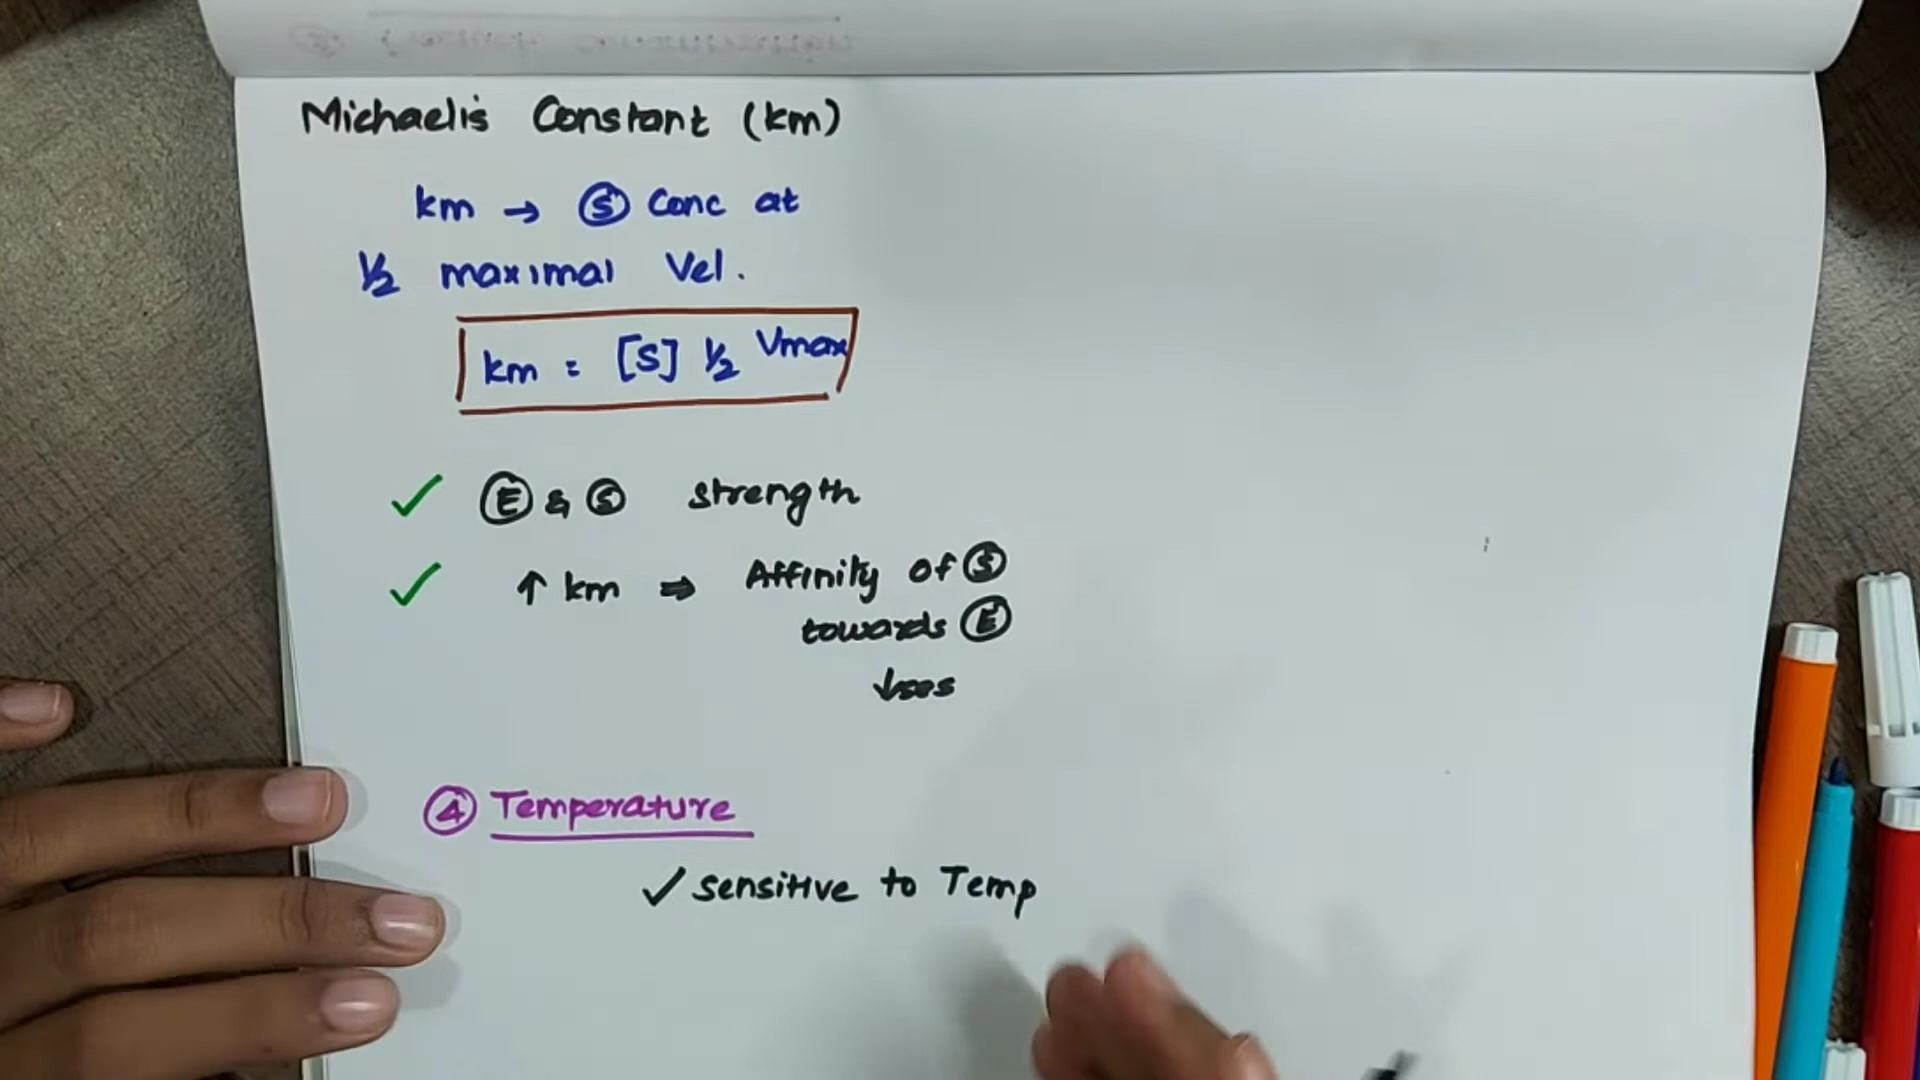 Michaelis Constant (km)
km → Ⓢ Conc at
½ maximal Vel.
km = [S] ½ Vmax
✓ Ⓔ & Ⓢ strength
✓ ↑ km ⇒ Affinity of Ⓢ
towards Ⓔ
↓ses
④ Temperature
✓ sensitive to Temp